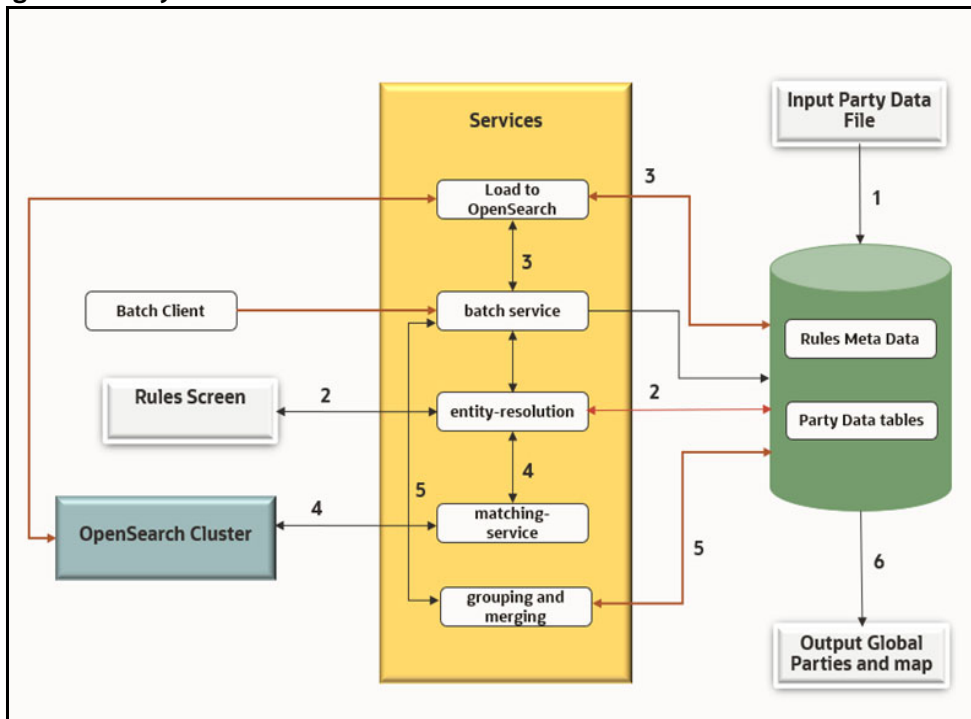 Services
Input Party Data
File
1
Load to
OpenSearch
3
3
Batch Client
batch service
Rules Meta Data
Rules Screen
2
entity-resolution
2
Party Data tables
4
5
OpenSearch Cluster
4
matching-
service
5
6
grouping and
merging
Output Global
Parties and map